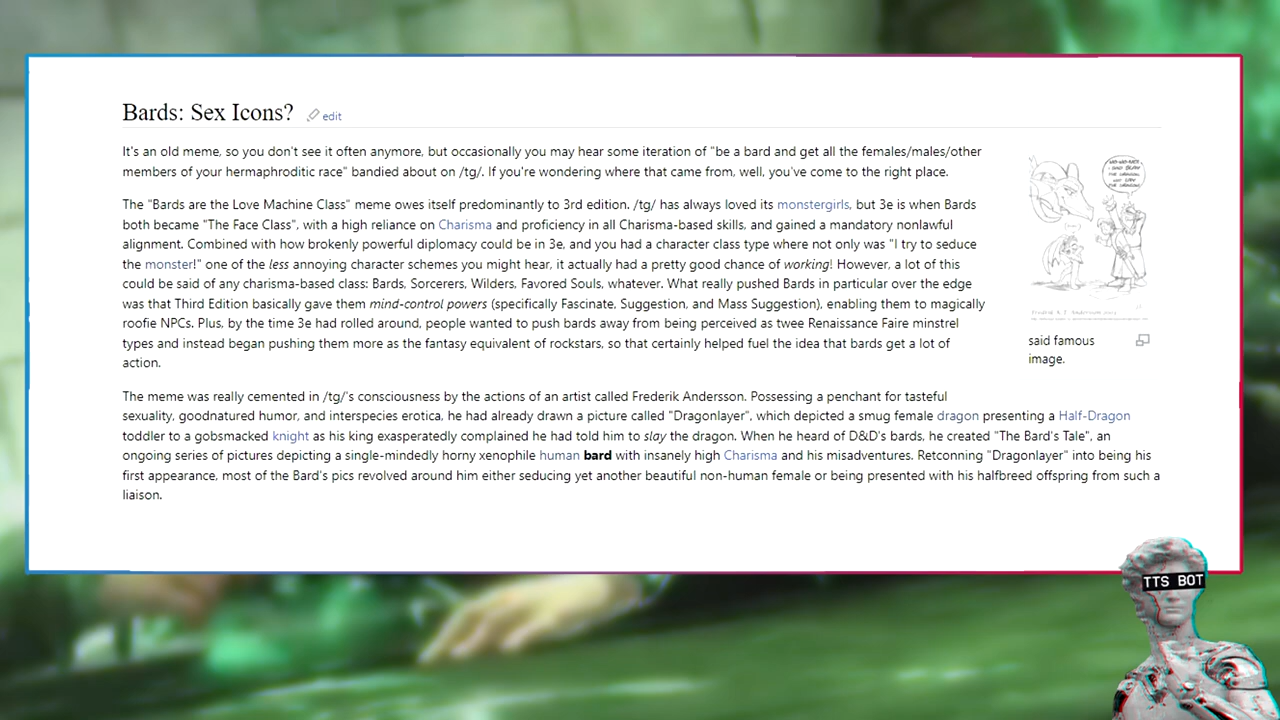 Bards: Sex Icons? edit
It's an old meme, so you don't see it often anymore, but occasionally you may hear some iteration of "be a bard and get all the females/males/other
members of your hermaphroditic race" bandied about on /tg/. If you're wondering where that came from, well, you've come to the right place.
The "Bards are the Love Machine Class" meme owes itself predominantly to 3rd edition. /tg/ has always loved its monstergirls, but 3e is when Bards
both became "The Face Class", with a high reliance on Charisma and proficiency in all Charisma-based skills, and gained a mandatory nonlawful
alignment. Combined with how brokenly powerful diplomacy could be in 3e, and you had a character class type where not only was "I try to seduce
the monster!" one of the less annoying character schemes you might hear, it actually had a pretty good chance of working! However, a lot of this
could be said of any charisma-based class: Bards, Sorcerers, Wilders, Favored Souls, whatever. What really pushed Bards in particular over the edge
was that Third Edition basically gave them mind-control powers (specifically Fascinate, Suggestion, and Mass Suggestion), enabling them to magically
roofie NPCs. Plus, by the time 3e had rolled around, people wanted to push bards away from being perceived as twee Renaissance Faire minstrel
types and instead began pushing them more as the fantasy equivalent of rockstars, so that certainly helped fuel the idea that bards get a lot of
action.
NO-NO-NO!
I SAID SLAY
THE DRAGON,
THE DRAGON!
said famous
image.
The meme was really cemented in /tg/'s consciousness by the actions of an artist called Frederik Andersson. Possessing a penchant for tasteful
sexuality, goodnatured humor, and interspecies erotica, he had already drawn a picture called "Dragonlayer", which depicted a smug female dragon presenting a Half-Dragon
toddler to a gobsmacked knight as his king exasperatedly complained he had told him to slay the dragon. When he heard of D&D's bards, he created "The Bard's Tale", an
ongoing series of pictures depicting a single-mindedly horny xenophile human bard with insanely high Charisma and his misadventures. Retconning "Dragonlayer" into being his
first appearance, most of the Bard's pics revolved around him either seducing yet another beautiful non-human female or being presented with his halfbreed offspring from such a
liaison.
TTS BOT